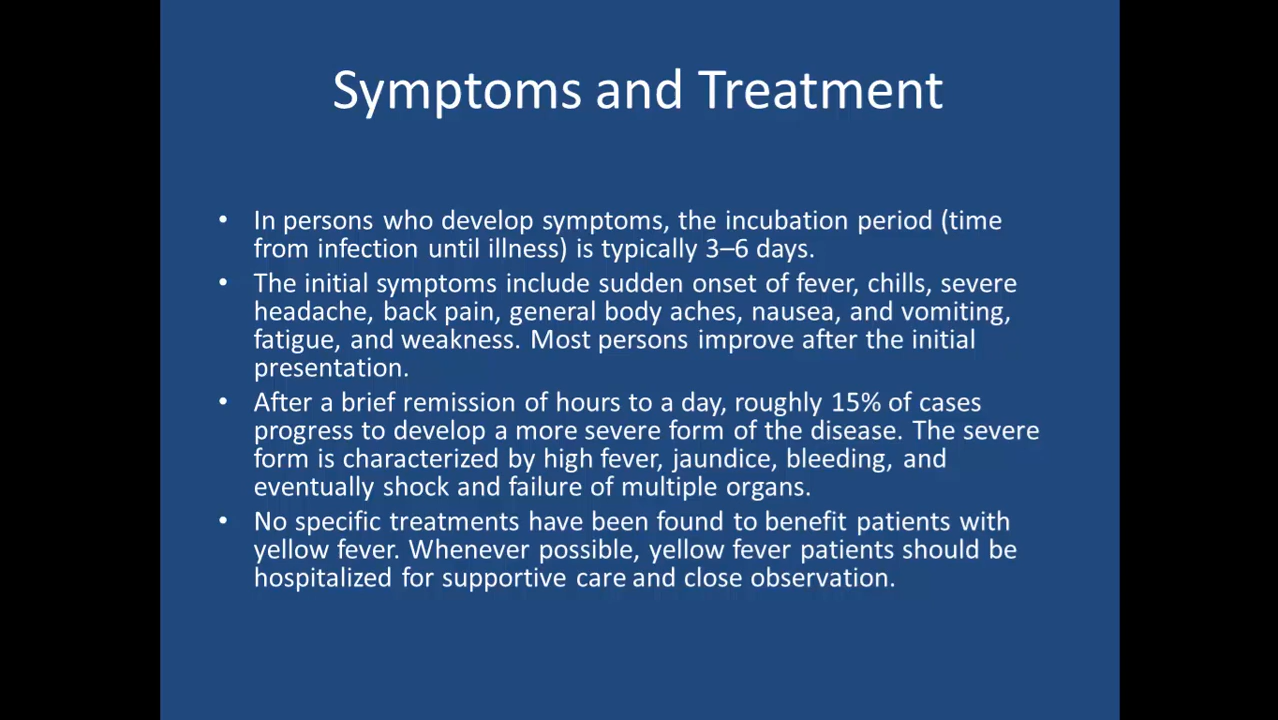 Symptoms and Treatment
• In persons who develop symptoms, the incubation period (time
from infection until illness) is typically 3–6 days.
• The initial symptoms include sudden onset of fever, chills, severe
headache, back pain, general body aches, nausea, and vomiting,
fatigue, and weakness. Most persons improve after the initial
presentation.
• After a brief remission of hours to a day, roughly 15% of cases
progress to develop a more severe form of the disease. The severe
form is characterized by high fever, jaundice, bleeding, and
eventually shock and failure of multiple organs.
• No specific treatments have been found to benefit patients with
yellow fever. Whenever possible, yellow fever patients should be
hospitalized for supportive care and close observation.